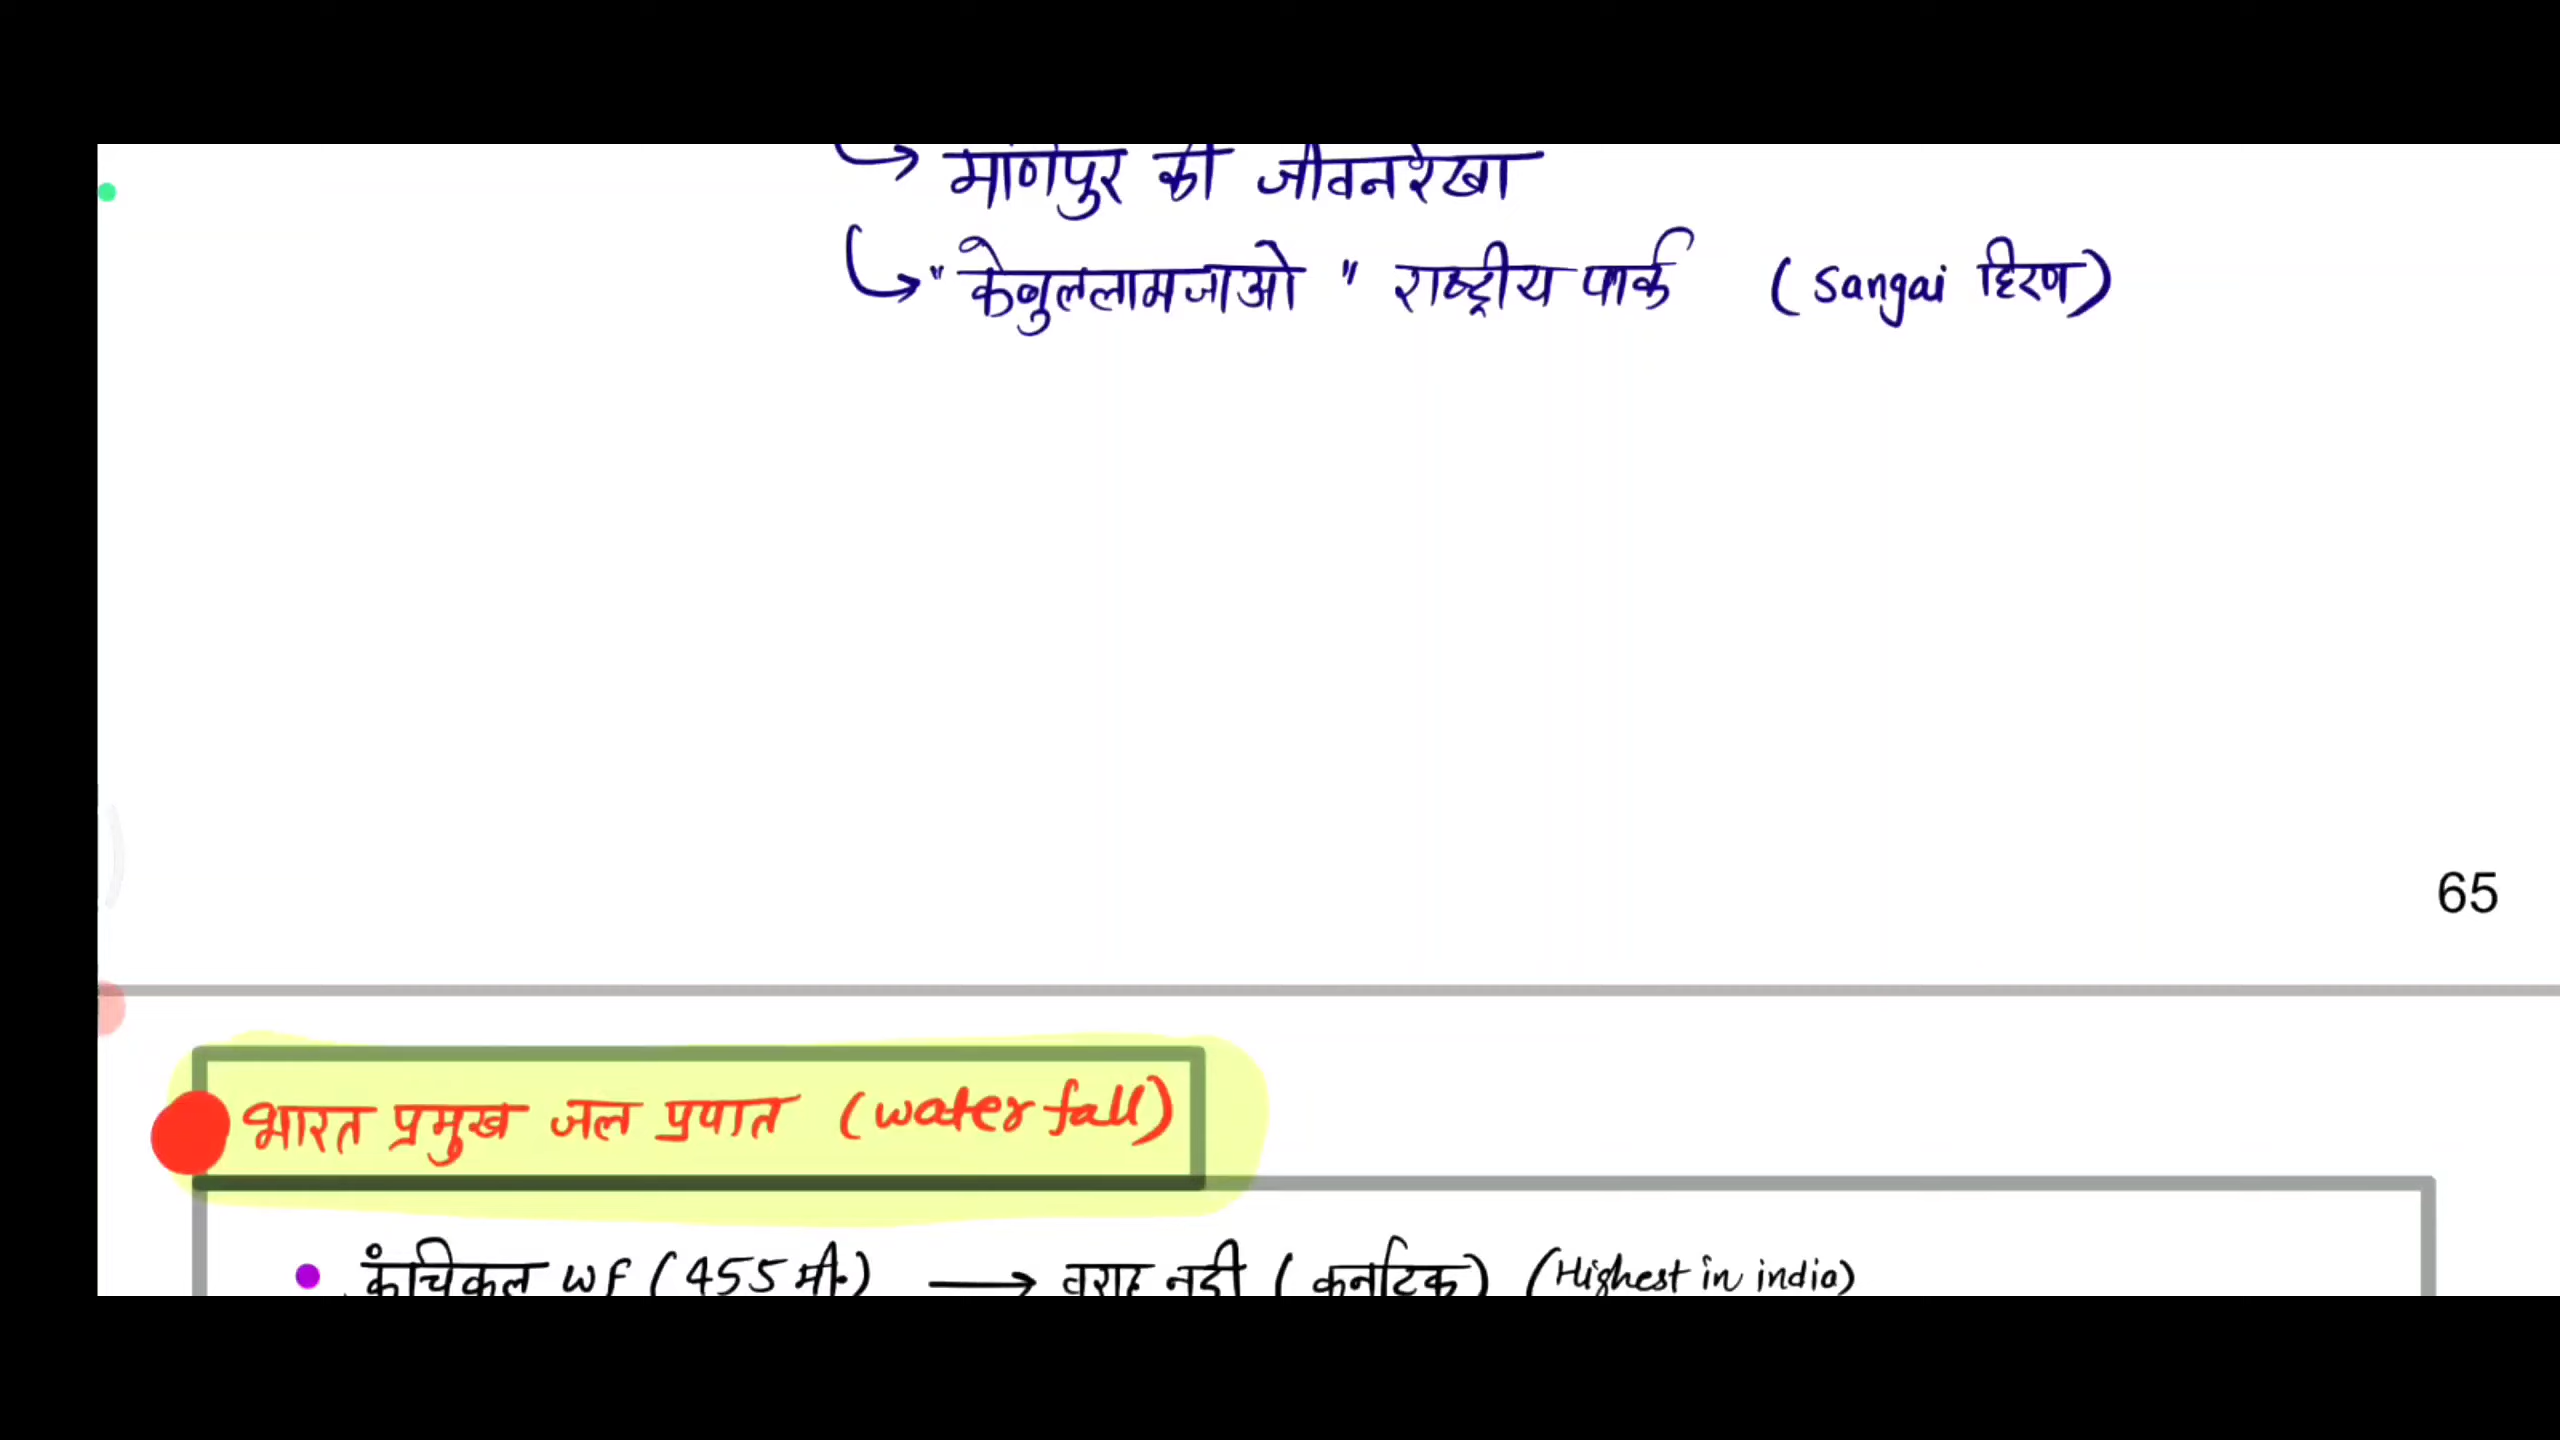 → मणिपुर की जीवनरेखा
→ "केबुललामजाओ" राष्ट्रीय पार्क (Sangai हिरण)
65
भारत प्रमुख जल प्रपात (water fall)
• कंचिकल WF (455 मी.) → वराह नदी (कर्नाटक) (Highest in india)